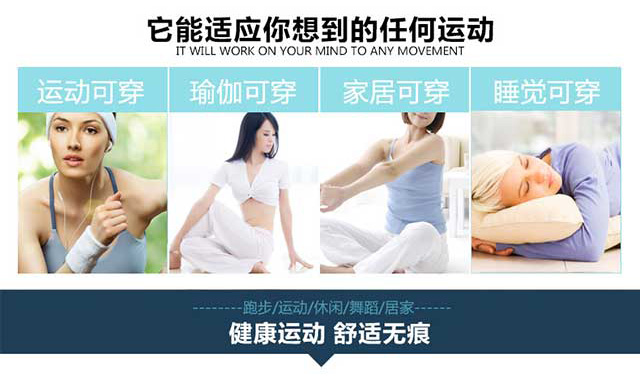 它能适应你想到的任何运动
IT WILL WORK ON YOUR MIND TO ANY MOVEMENT
运动可穿 瑜伽可穿 家居可穿 睡觉可穿
--------跑步/运动/休闲/舞蹈/居家------
健康运动 舒适无痕